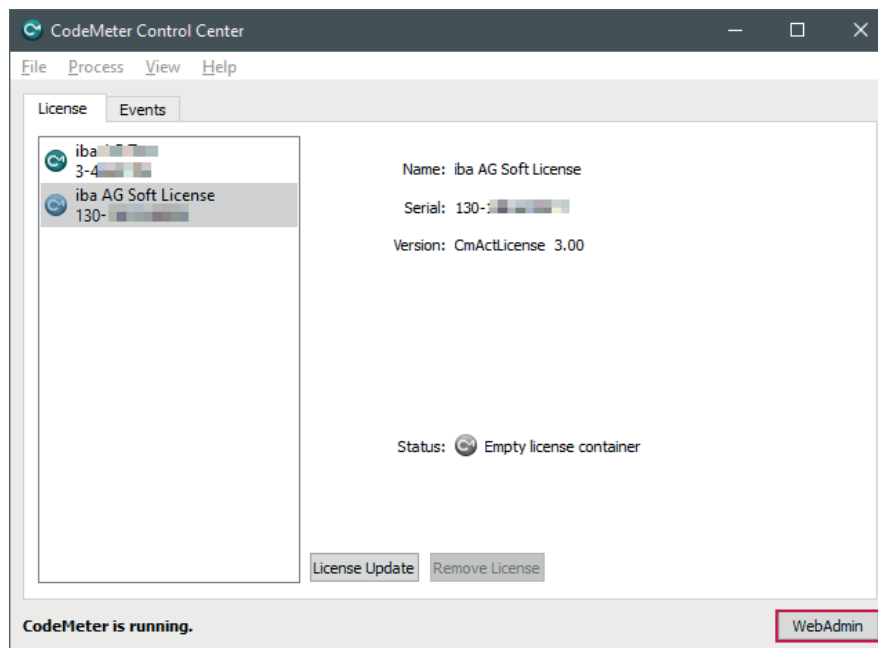 CodeMeter Control Center
File Process View Help
License Events
iba
3-4
iba AG Soft License
130-
Name: iba AG Soft License
Serial: 130-
Version: CmActLicense 3.00
Status: Empty license container
License Update Remove License
CodeMeter is running.
WebAdmin